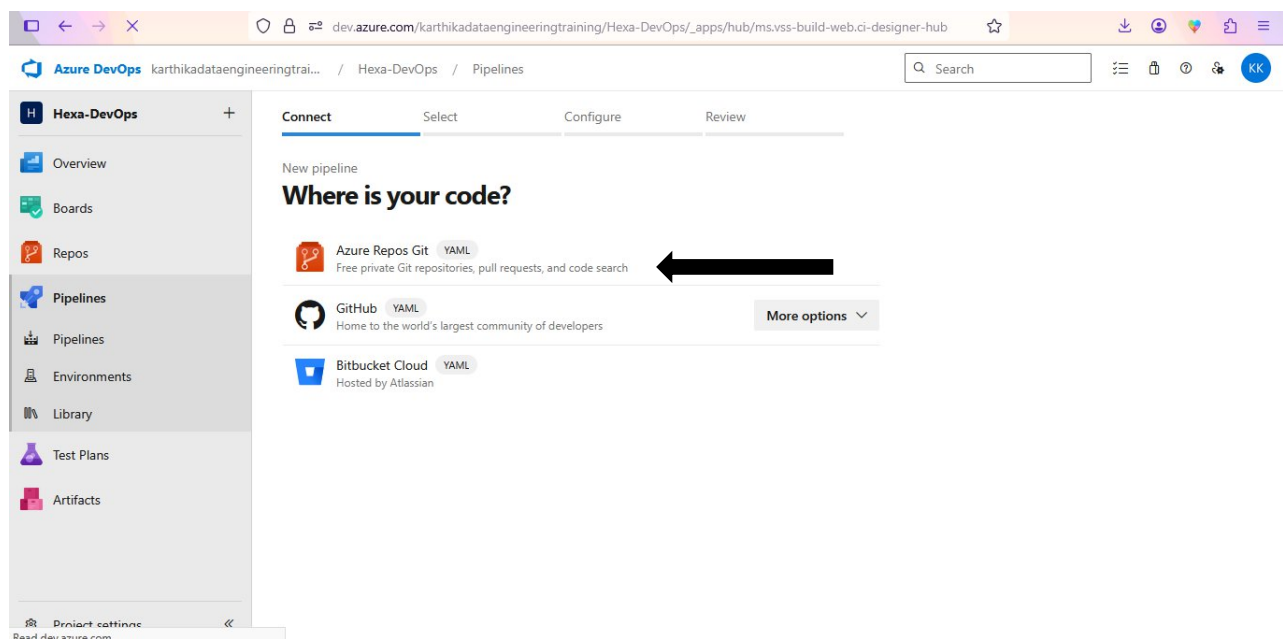 dev.azure.com/karthikadataengineeringtraining/Hexa-DevOps/_apps/hub/ms.vss-build-web.ci-designer-hub
Azure DevOps karthikadataengineeringtrai... / Hexa-DevOps / Pipelines
Search
KK
H Hexa-DevOps
Overview
Boards
Repos
Pipelines
Pipelines
Environments
Library
Test Plans
Artifacts
Project settings
Read dev.azure.com
Connect Select Configure Review
New pipeline
Where is your code?
Azure Repos Git YAML
Free private Git repositories, pull requests, and code search
GitHub YAML
Home to the world's largest community of developers
More options
Bitbucket Cloud YAML
Hosted by Atlassian